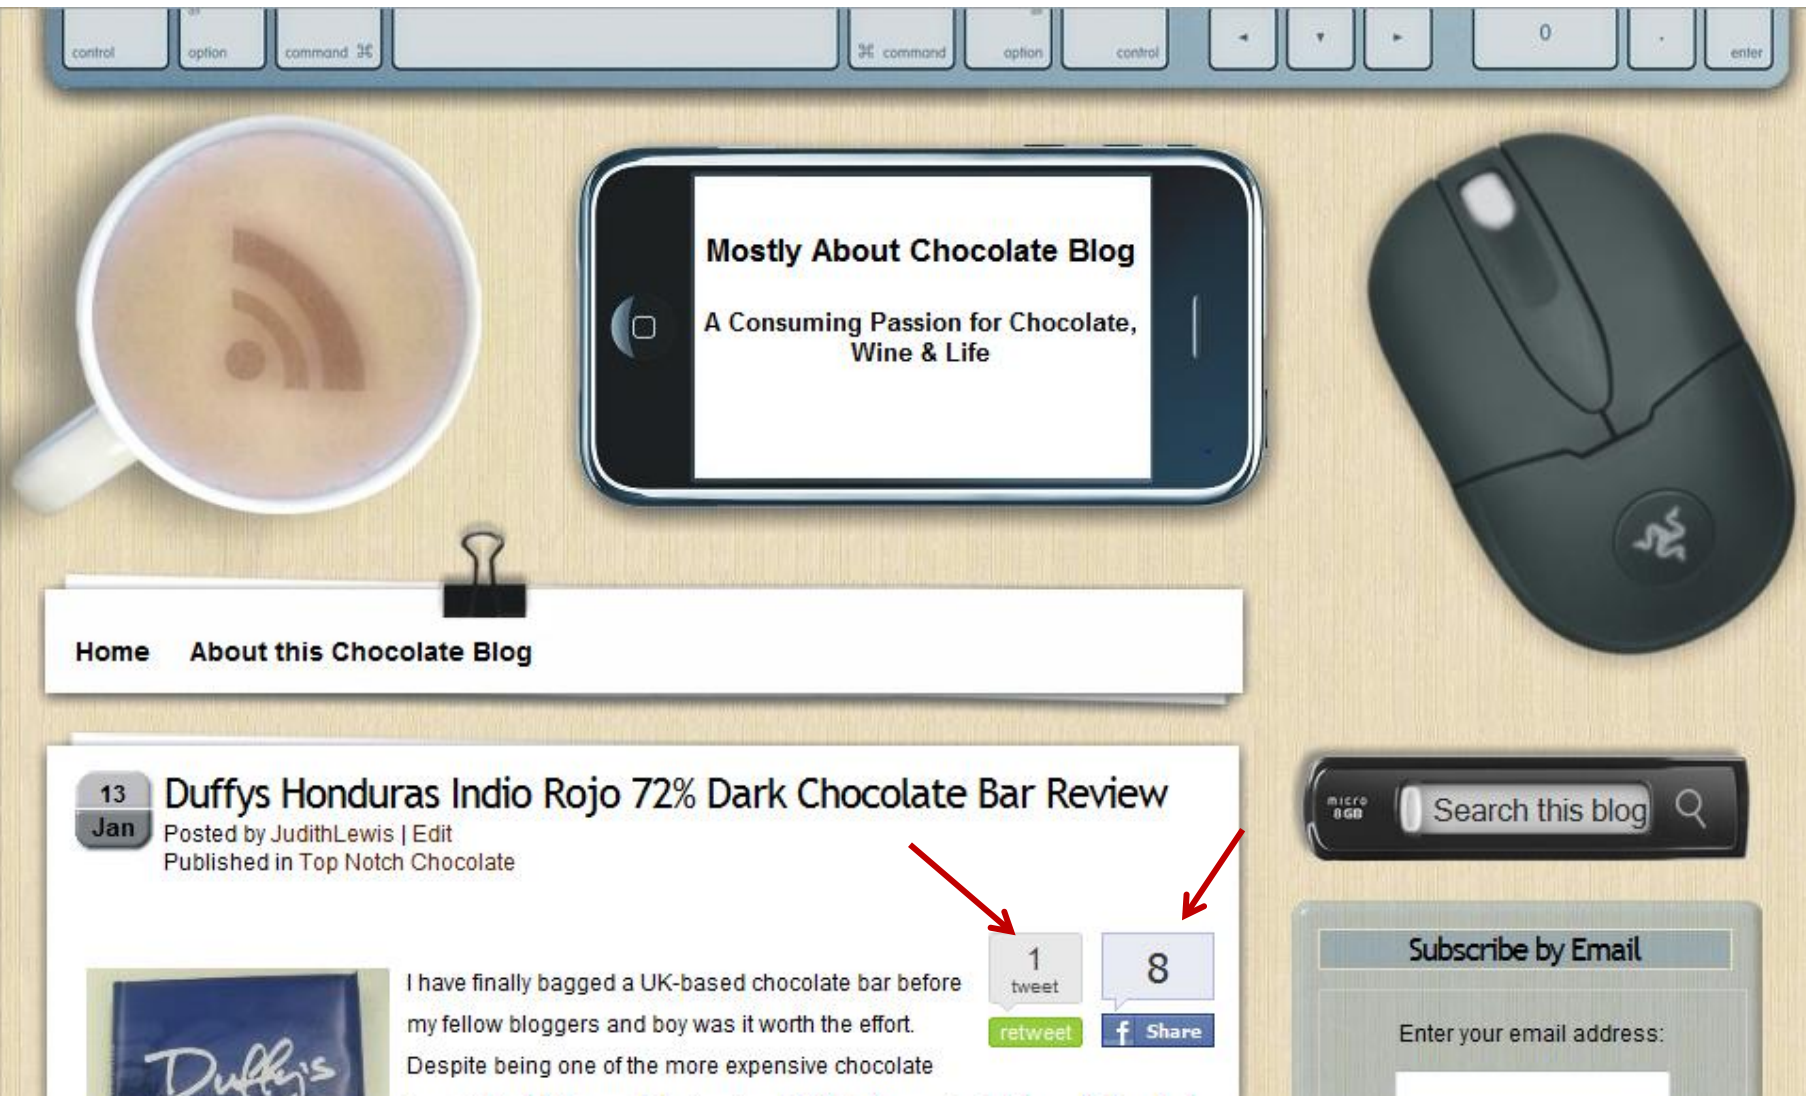 control option command ⌘ ⌘ command option control ◄ ▼ ► 0 . enter
Mostly About Chocolate Blog
A Consuming Passion for Chocolate,
Wine & Life
Home About this Chocolate Blog
13
Jan
Duffys Honduras Indio Rojo 72% Dark Chocolate Bar Review
Posted by JudithLewis | Edit
Published in Top Notch Chocolate
micro
8GB
Search this blog
1
tweet
retweet
8
f Share
I have finally bagged a UK-based chocolate bar before
my fellow bloggers and boy was it worth the effort.
Despite being one of the more expensive chocolate
Duffy's
Subscribe by Email
Enter your email address: